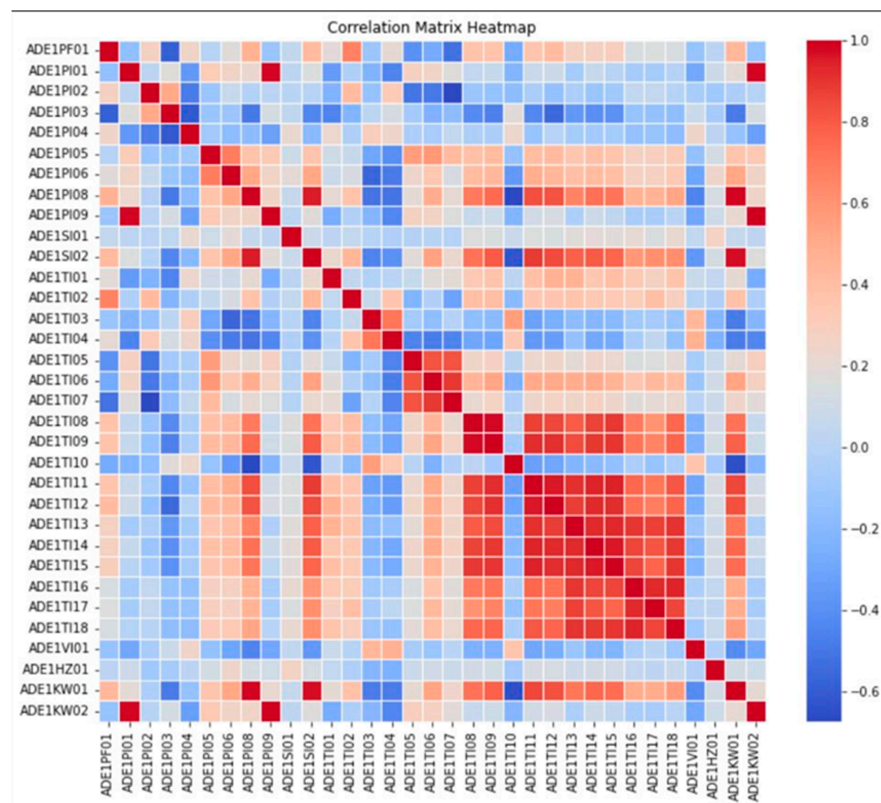 Correlation Matrix Heatmap
ADE1PF01
ADE1PI01
ADE1PI02
ADE1PI03
ADE1PI04
ADE1PI05
ADE1PI06
ADE1PI08
ADE1PI09
ADE1SI01
ADE1SI02
ADE1TI01
ADE1TI02
ADE1TI03
ADE1TI04
ADE1TI05
ADE1TI06
ADE1TI07
ADE1TI08
ADE1TI09
ADE1TI10
ADE1TI11
ADE1TI12
ADE1TI13
ADE1TI14
ADE1TI15
ADE1TI16
ADE1TI17
ADE1TI18
ADE1VI01
ADE1HZ01
ADE1KW01
ADE1KW02
ADE1PF01
ADE1PI01
ADE1PI02
ADE1PI03
ADE1PI04
ADE1PI05
ADE1PI06
ADE1PI08
ADE1PI09
ADE1SI01
ADE1SI02
ADE1TI01
ADE1TI02
ADE1TI03
ADE1TI04
ADE1TI05
ADE1TI06
ADE1TI07
ADE1TI08
ADE1TI09
ADE1TI10
ADE1TI11
ADE1TI12
ADE1TI13
ADE1TI14
ADE1TI15
ADE1TI16
ADE1TI17
ADE1TI18
ADE1VI01
ADE1HZ01
ADE1KW01
ADE1KW02
1.0
0.8
0.6
0.4
0.2
0.0
−0.2
−0.4
−0.6